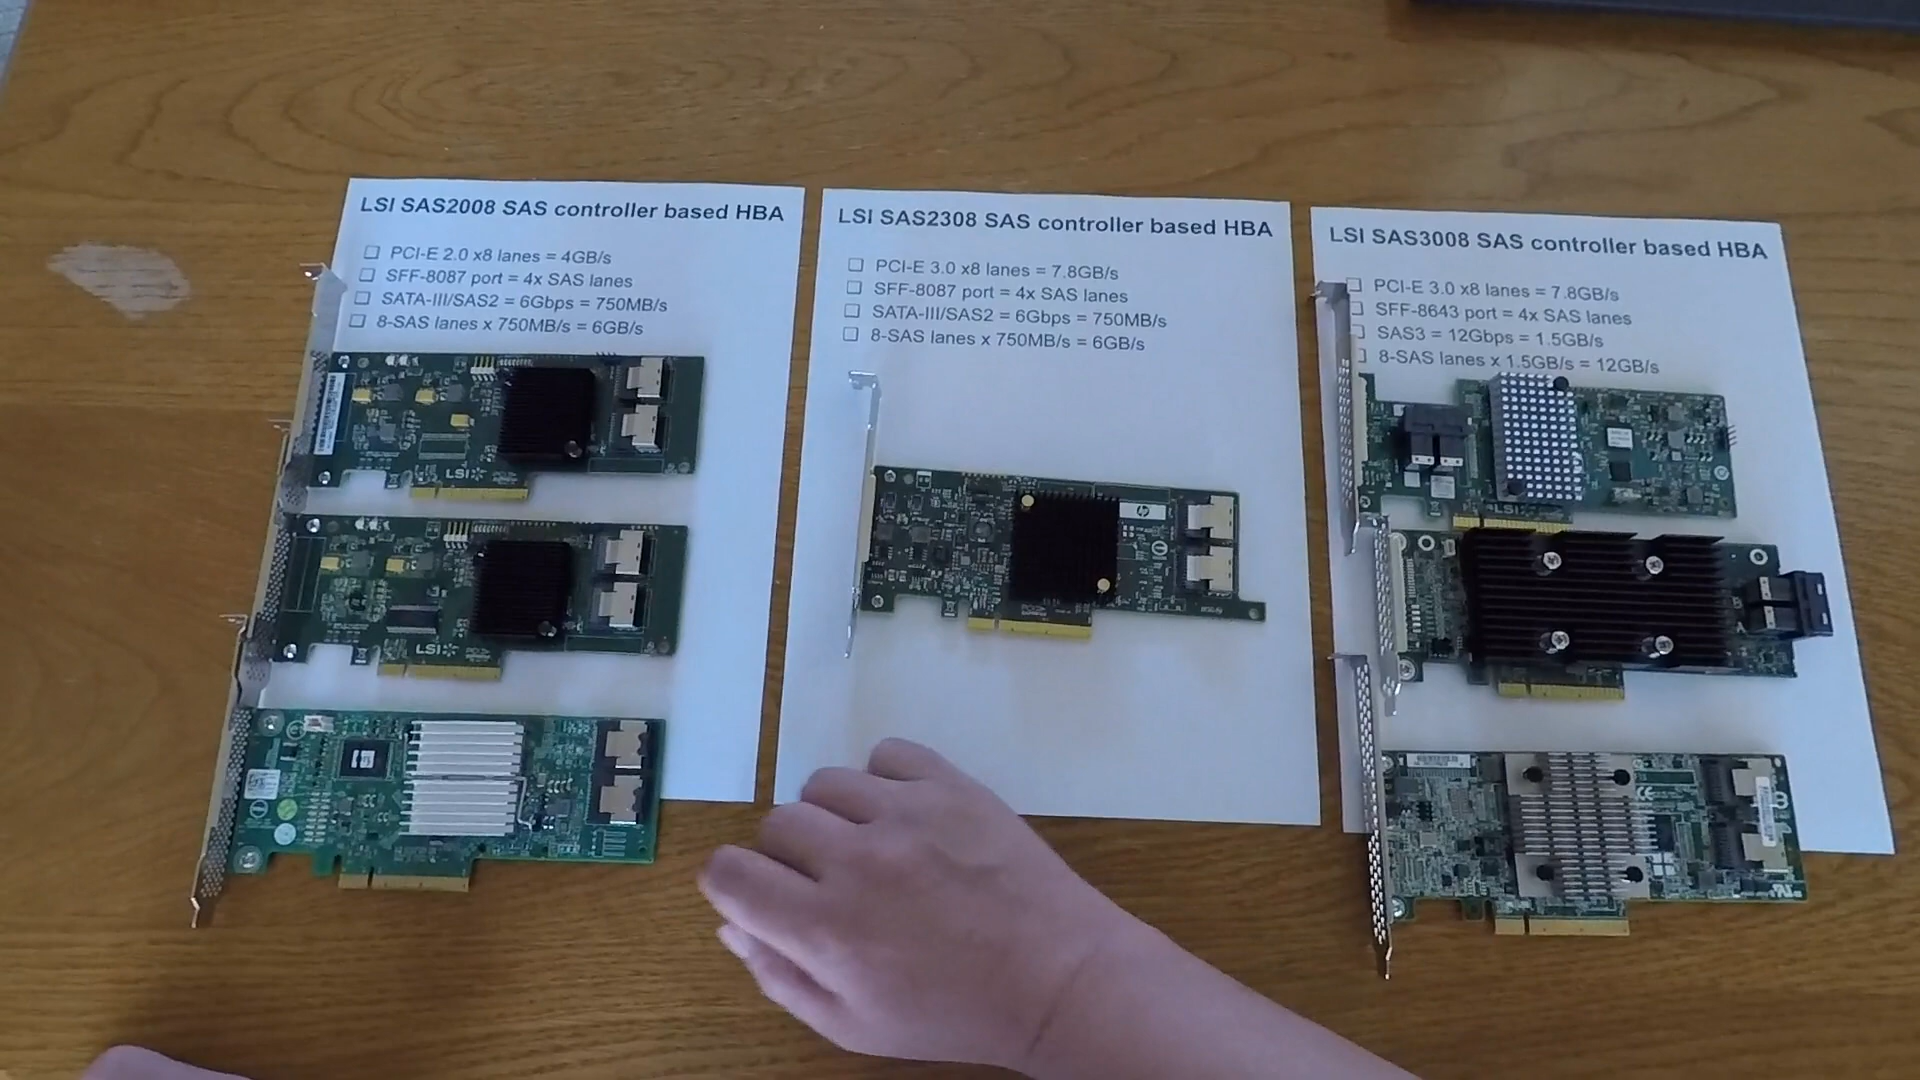 LSI SAS2008 SAS controller based HBA
PCI-E 2.0 x8 lanes = 4GB/s
SFF-8087 port = 4x SAS lanes
SATA-III/SAS2 = 6Gbps = 750MB/s
8-SAS lanes x 750MB/s = 6GB/s
LSI
LSI
LSI SAS2308 SAS controller based HBA
PCI-E 3.0 x8 lanes = 7.8GB/s
SFF-8087 port = 4x SAS lanes
SATA-III/SAS2 = 6Gbps = 750MB/s
8-SAS lanes x 750MB/s = 6GB/s
hp
LSI SAS3008 SAS controller based HBA
PCI-E 3.0 x8 lanes = 7.8GB/s
SFF-8643 port = 4x SAS lanes
SAS3 = 12Gbps = 1.5GB/s
8-SAS lanes x 1.5GB/s = 12GB/s
LSI